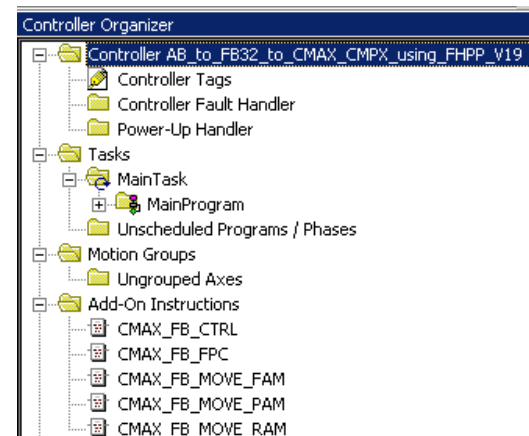 Controller Organizer
Controller AB_to_FB32_to_CMAX_CMPX_using_FHPP_V19
Controller Tags
Controller Fault Handler
Power-Up Handler
Tasks
MainTask
MainProgram
Unscheduled Programs / Phases
Motion Groups
Ungrouped Axes
Add-On Instructions
CMAX_FB_CTRL
CMAX_FB_FPC
CMAX_FB_MOVE_FAM
CMAX_FB_MOVE_PAM
CMAX_FB_MOVE_RAM